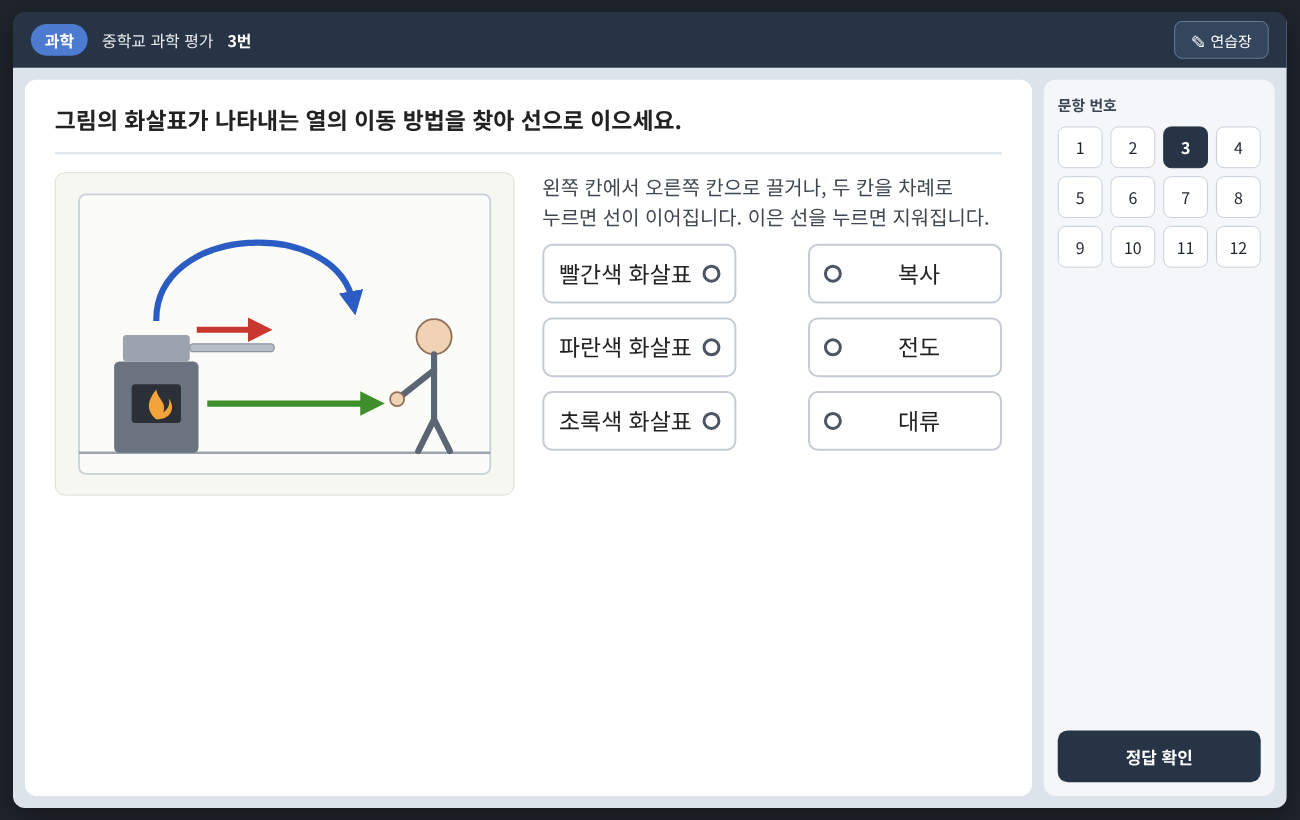 과학 중학교 과학 평가 3번
✎ 연습장
그림의 화살표가 나타내는 열의 이동 방법을 찾아 선으로 이으세요.
왼쪽 칸에서 오른쪽 칸으로 끌거나, 두 칸을 차례로
누르면 선이 이어집니다. 이은 선을 누르면 지워집니다.
빨간색 화살표 복사
파란색 화살표 전도
초록색 화살표 대류
문항 번호
1 2 3 4
5 6 7 8
9 10 11 12
정답 확인